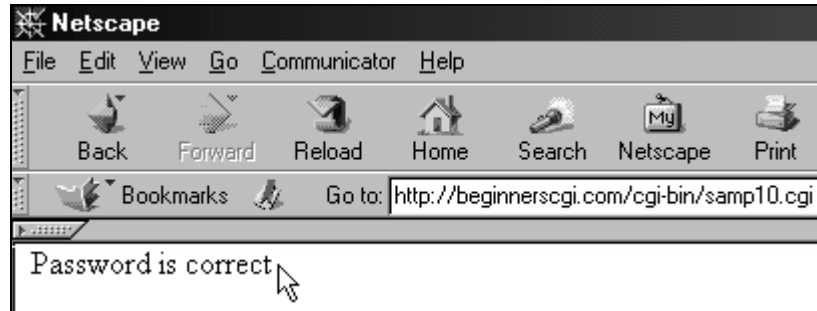 Netscape
File Edit View Go Communicator Help
My
Back Forward Reload Home Search Netscape Print
Bookmarks Go to: http://beginnerscgi.com/cgi-bin/samp10.cgi
Password is correct